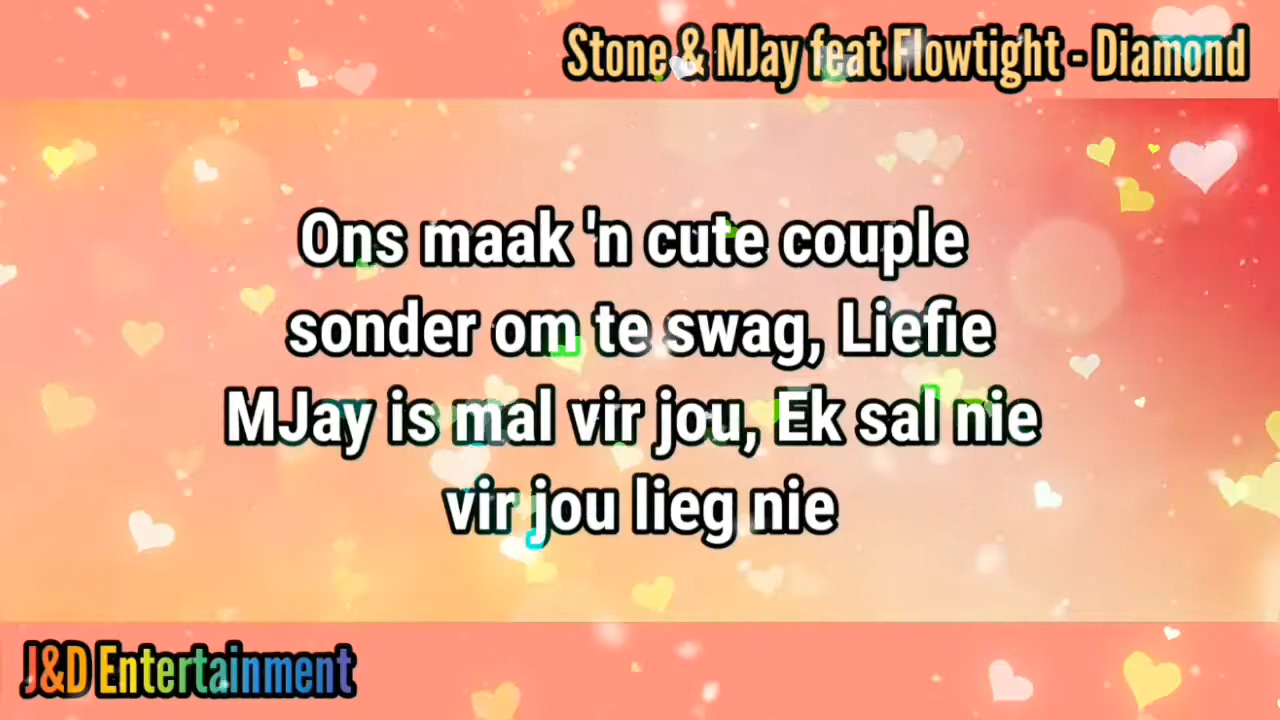 Stone & MJay feat Flowtight - Diamond
Ons maak 'n cute couple
sonder om te swag, Liefie
MJay is mal vir jou, Ek sal nie
vir jou lieg nie
J&D Entertainment